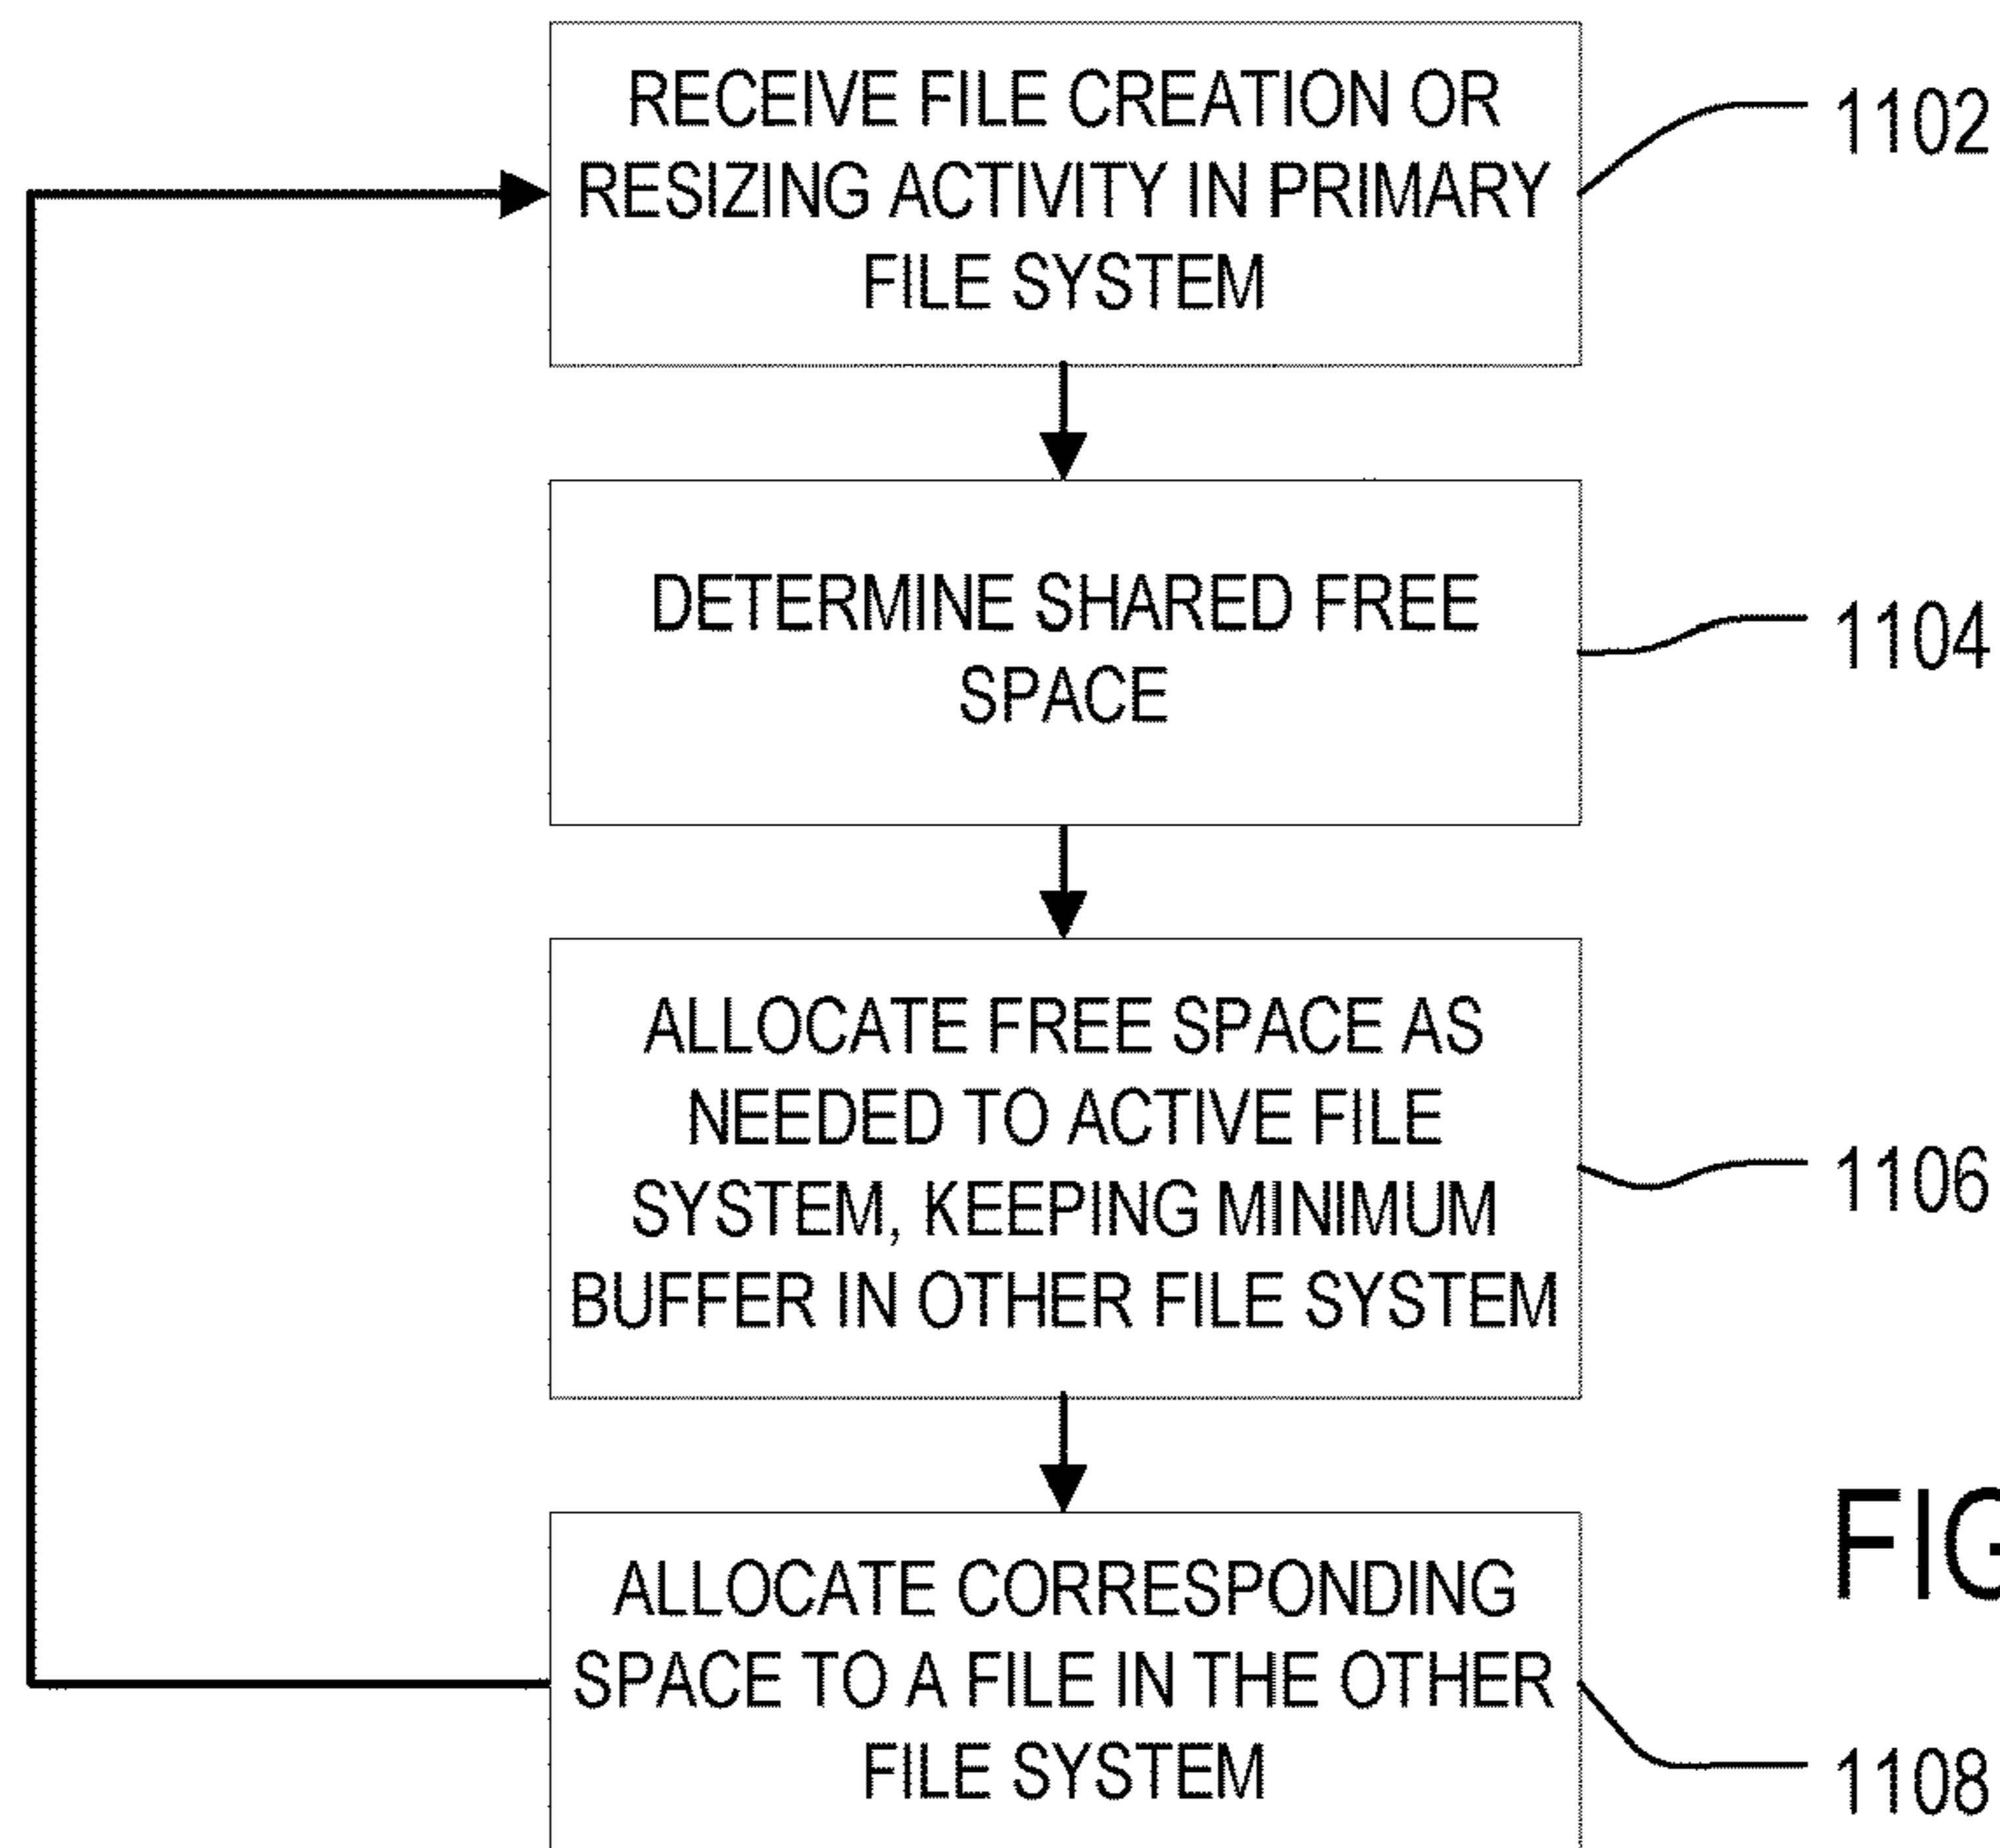 RECEIVE FILE CREATION OR
RESIZING ACTIVITY IN PRIMARY
FILE SYSTEM
1102
DETERMINE SHARED FREE
SPACE
1104
ALLOCATE FREE SPACE AS
NEEDED TO ACTIVE FILE
SYSTEM, KEEPING MINIMUM
BUFFER IN OTHER FILE SYSTEM
1106
ALLOCATE CORRESPONDING
SPACE TO A FILE IN THE OTHER
FILE SYSTEM
1108